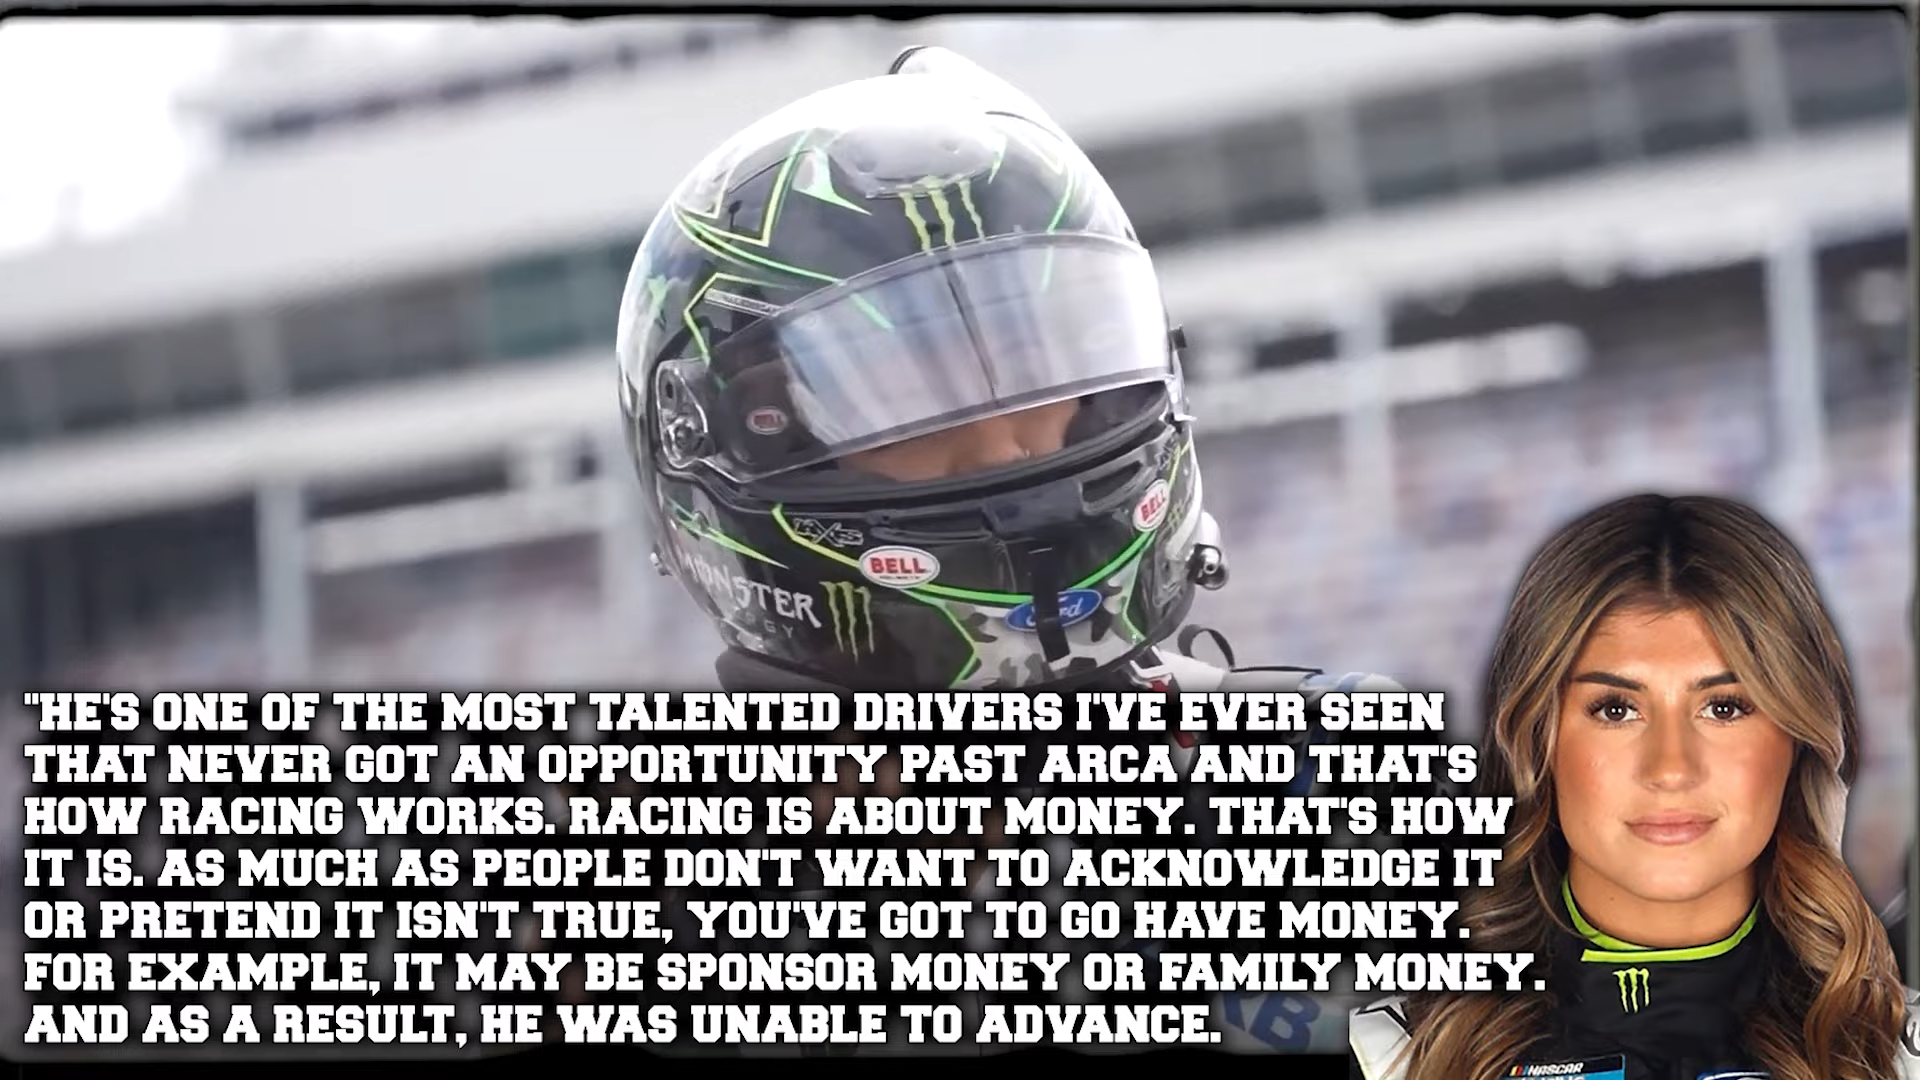 BELL
BELL
BELL
MONSTER
Ford
"HE'S ONE OF THE MOST TALENTED DRIVERS I'VE EVER SEEN
THAT NEVER GOT AN OPPORTUNITY PAST ARCA AND THAT'S
HOW RACING WORKS. RACING IS ABOUT MONEY. THAT'S HOW
IT IS. AS MUCH AS PEOPLE DON'T WANT TO ACKNOWLEDGE IT
OR PRETEND IT ISN'T TRUE, YOU'VE GOT TO GO HAVE MONEY.
FOR EXAMPLE, IT MAY BE SPONSOR MONEY OR FAMILY MONEY.
AND AS A RESULT, HE WAS UNABLE TO ADVANCE.
NASCAR